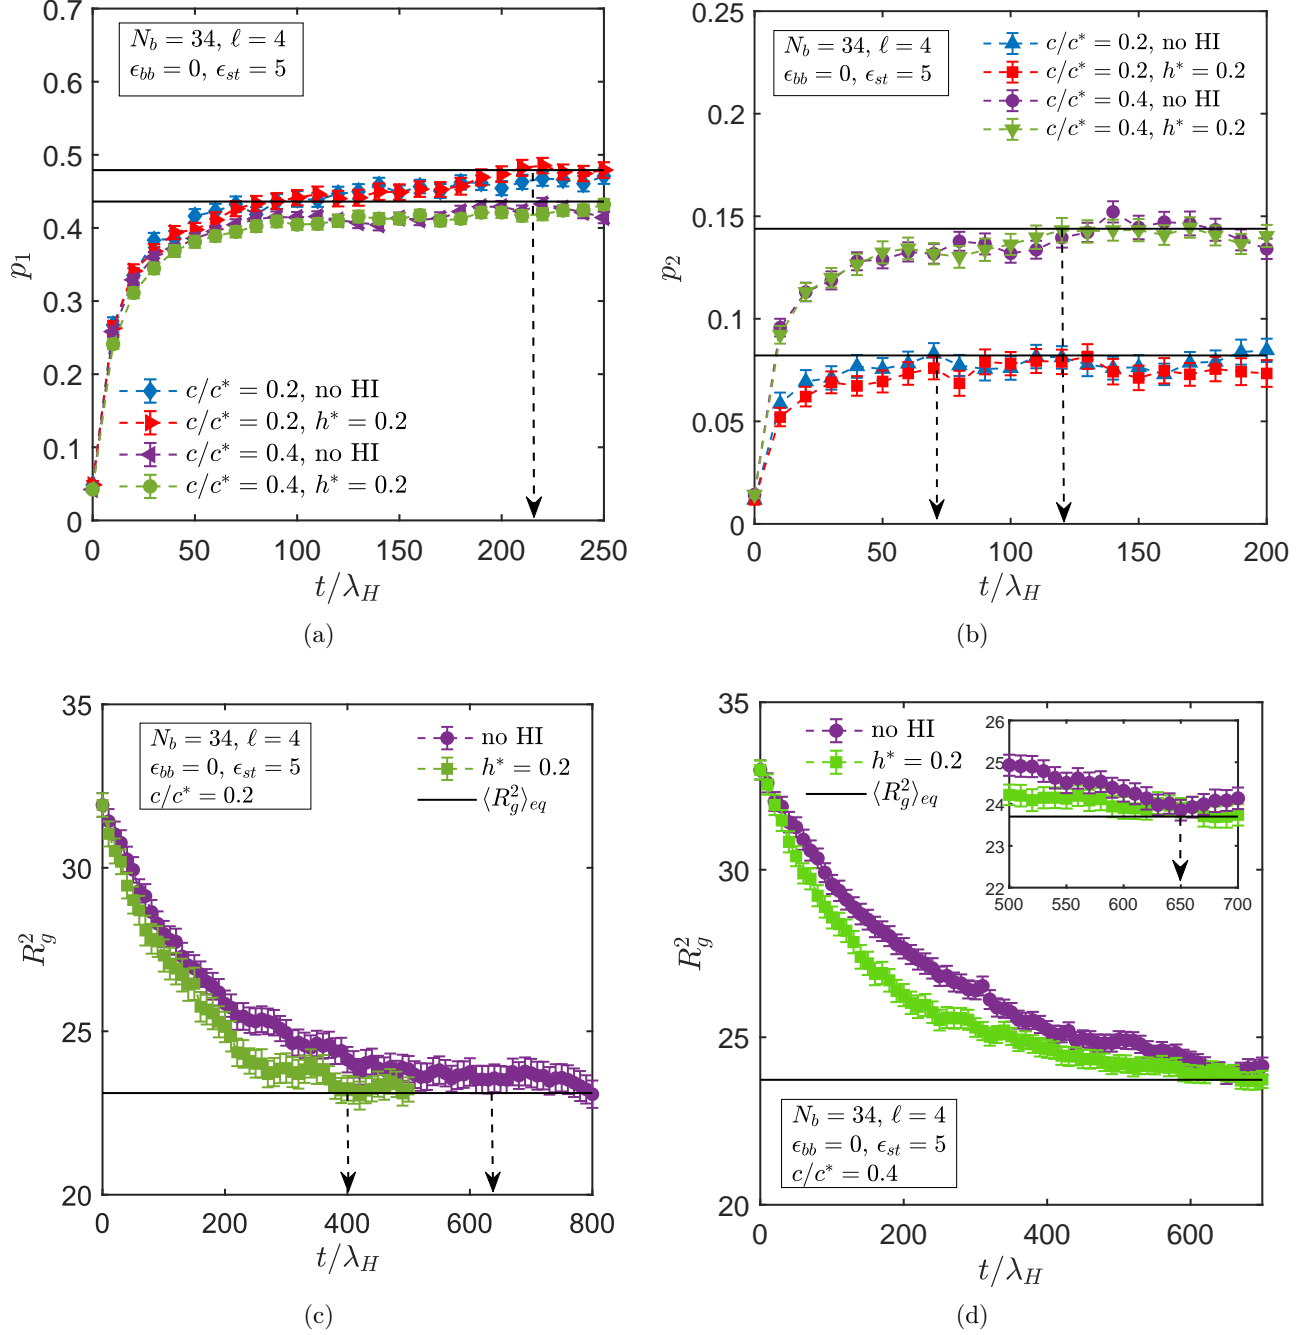 N_b = 34, ℓ = 4
ϵ_bb = 0, ϵ_st = 5
c/c* = 0.2, no HI
c/c* = 0.2, h* = 0.2
c/c* = 0.4, no HI
c/c* = 0.4, h* = 0.2
0.7
0.6
0.5
0.4
0.3
0.2
0.1
0
p_1
0 50 100 150 200 250
t/λ_H
(a)
N_b = 34, ℓ = 4
ϵ_bb = 0, ϵ_st = 5
c/c* = 0.2, no HI
c/c* = 0.2, h* = 0.2
c/c* = 0.4, no HI
c/c* = 0.4, h* = 0.2
0.25
0.2
0.15
0.1
0.05
0
p_2
0 50 100 150 200
t/λ_H
(b)
N_b = 34, ℓ = 4
ϵ_bb = 0, ϵ_st = 5
c/c* = 0.2
no HI
h* = 0.2
⟨R_g^2⟩_eq
35
30
25
20
R_g^2
0 200 400 600 800
t/λ_H
(c)
no HI
h* = 0.2
⟨R_g^2⟩_eq
26
25
24
23
22
500 550 600 650 700
N_b = 34, ℓ = 4
ϵ_bb = 0, ϵ_st = 5
c/c* = 0.4
35
30
25
20
R_g^2
0 200 400 600
t/λ_H
(d)